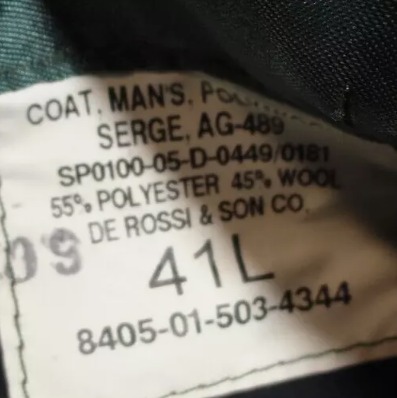 COAT, MAN'S,
SERGE, AG-489
SP0100-05-D-0449/0181
55% POLYESTER 45% WOOL
DE ROSSI & SON CO.
41L
8405-01-503-4344